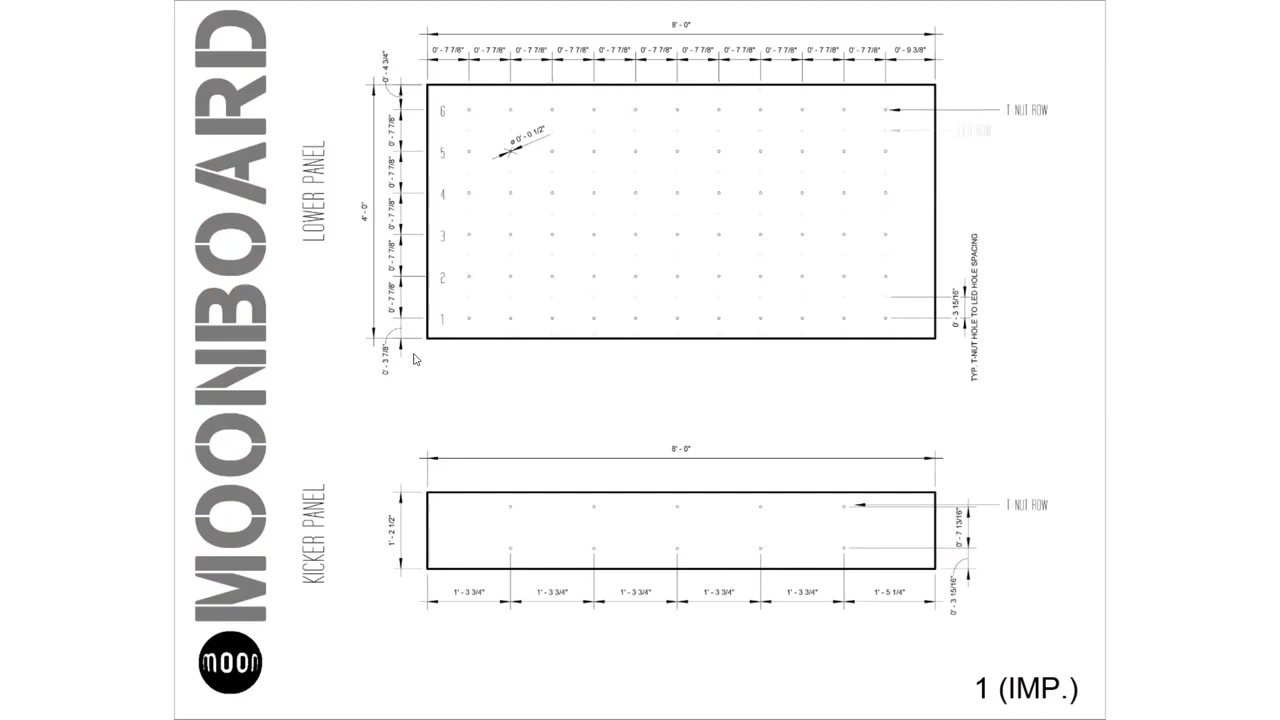 MOONBOARD
moon
LOWER PANEL
8' - 0"
0' - 7 7/8" 0' - 7 7/8" 0' - 7 7/8" 0' - 7 7/8" 0' - 7 7/8" 0' - 7 7/8" 0' - 7 7/8" 0' - 7 7/8" 0' - 7 7/8" 0' - 7 7/8" 0' - 7 7/8" 0' - 9 3/8"
0' - 4 3/4"
0' - 7 7/8"
0' - 7 7/8"
0' - 7 7/8"
0' - 7 7/8"
0' - 7 7/8"
0' - 3 7/8"
4' - 0"
6
5
4
3
2
1
ø 0' - 0 1/2"
T-NUT ROW
LED ROW
0' - 3 15/16"
TYP. T-NUT HOLE TO LED HOLE SPACING
KICKER PANEL
8' - 0"
1' - 2 1/2"
T-NUT ROW
0' - 7 13/16"
0' - 3 15/16"
1' - 3 3/4" 1' - 3 3/4" 1' - 3 3/4" 1' - 3 3/4" 1' - 3 3/4" 1' - 5 1/4"
1 (IMP.)